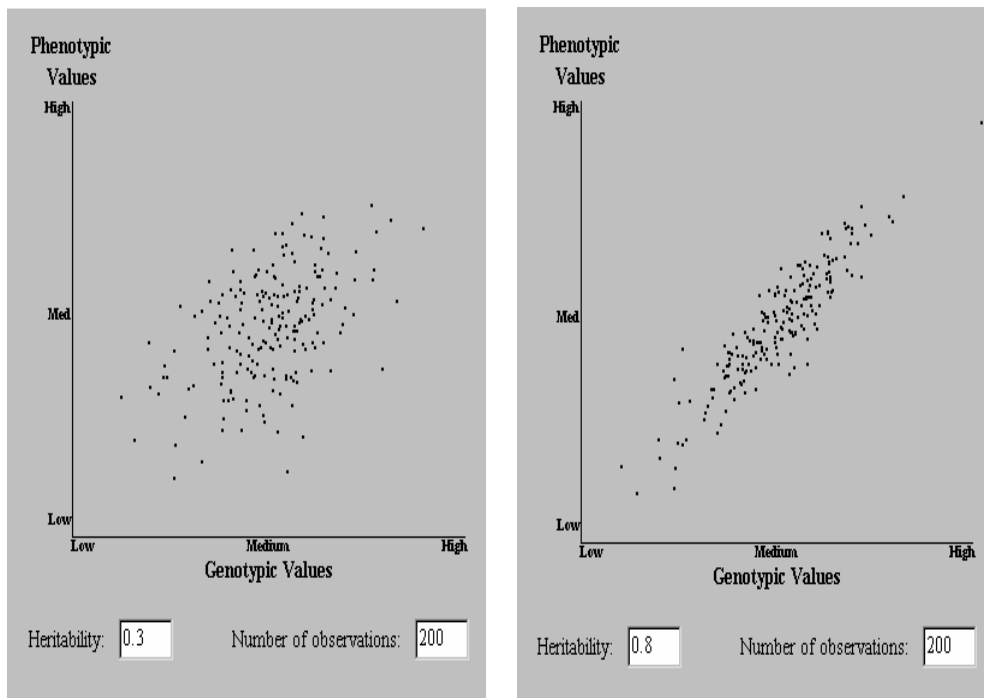 Phenotypic
Values
High
Med
Low
Low Medium High
Genotypic Values
Heritability: 0.3 Number of observations: 200
Phenotypic
Values
High
Med
Low
Low Medium High
Genotypic Values
Heritability: 0.8 Number of observations: 200